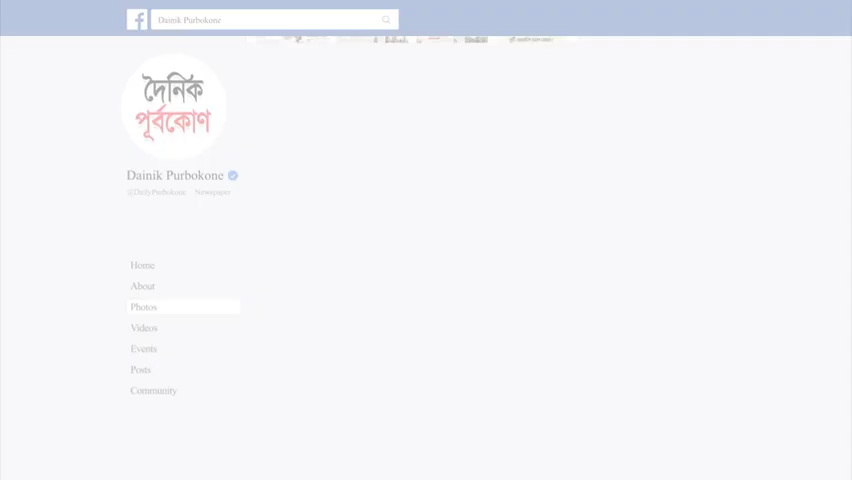 Dainik Purbokone
দৈনিক
পূর্বকোণ
Dainik Purbokone
@DailyPurbokone Newspaper
Home
About
Photos
Videos
Events
Posts
Community